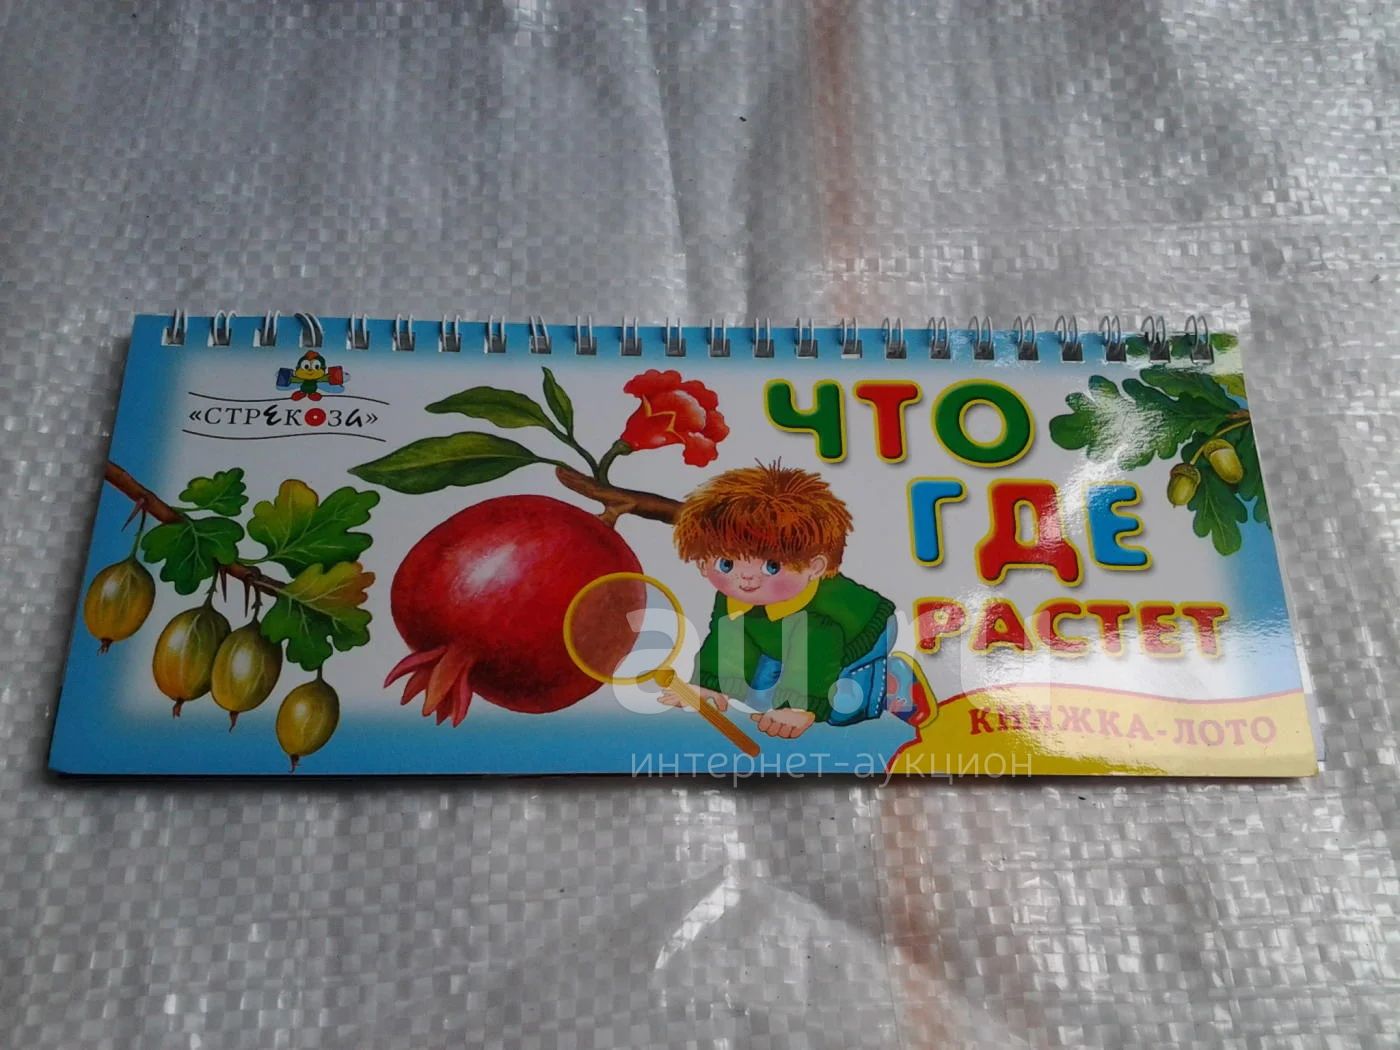 «СТРЕКОЗА»
ЧТО
ГДЕ
РАСТЕТ
КНИЖКА-ЛОТО
au.ru
интернет-аукцион